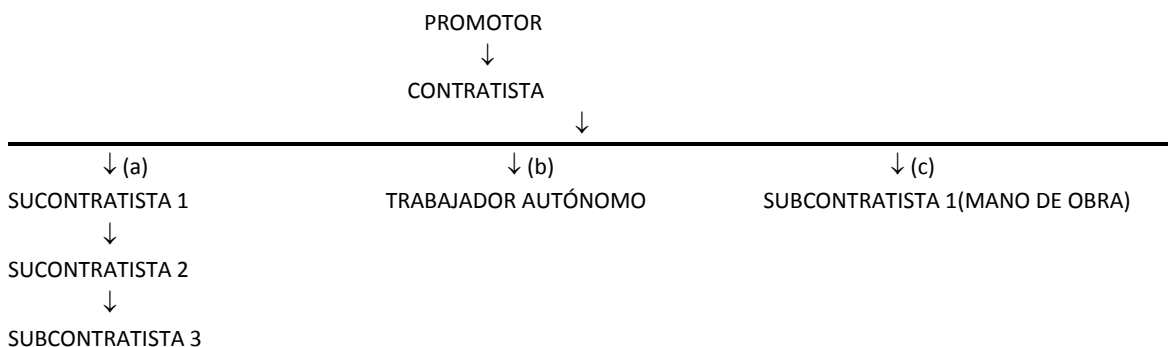 PROMOTOR
↓
CONTRATISTA
↓
↓ (a) ↓ (b) ↓ (c)
SUCONTRATISTA 1 TRABAJADOR AUTÓNOMO SUBCONTRATISTA 1(MANO DE OBRA)
↓
SUCONTRATISTA 2
↓
SUBCONTRATISTA 3